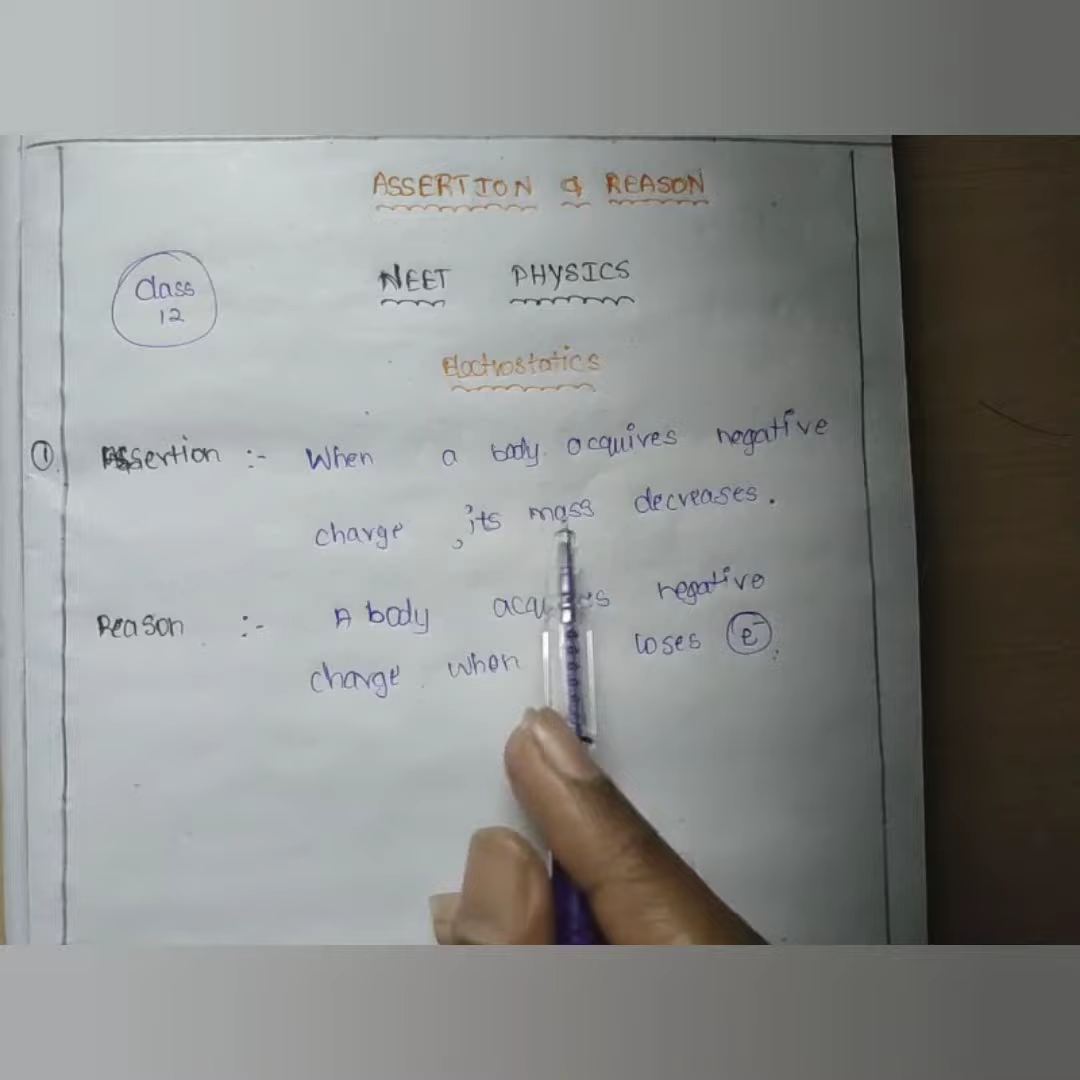 ASSERTION & REASON
NEET PHYSICS
Class
12
Electrostatics
① Assertion :- When a body acquires negative
charge , its mass decreases.
Reason :- A body negative
charge when loses e⁻.